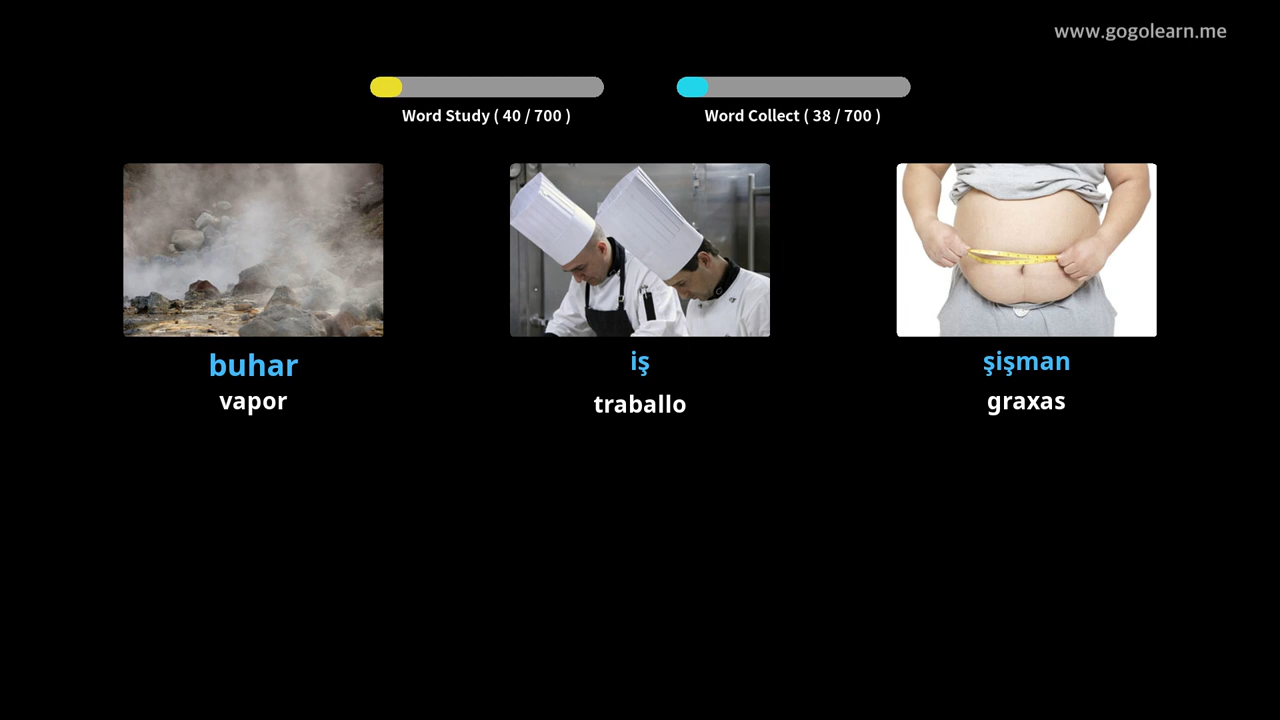 www.gogolearn.me
Word Study ( 40 / 700 )
Word Collect ( 38 / 700 )
buhar
vapor
iş
traballo
şişman
graxas